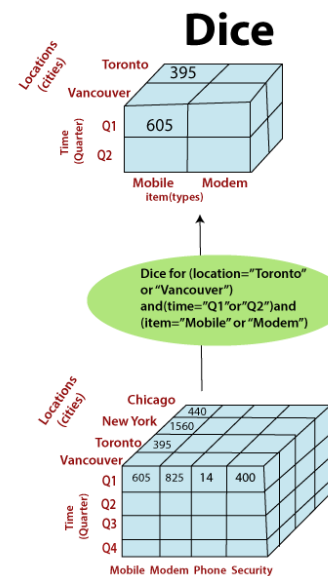 Dice
Locations
(cities)
Toronto
395
Vancouver
Time
(Quarter)
Q1
605
Q2
Mobile Modem
item(types)
Dice for (location="Toronto"
or "Vancouver")
and(time="Q1"or"Q2")and
(item="Mobile" or "Modem")
Locations
(cities)
Chicago
440
New York
1560
Toronto
395
Vancouver
Time
(Quarter)
Q1 605 825 14 400
Q2
Q3
Q4
Mobile Modem Phone Security